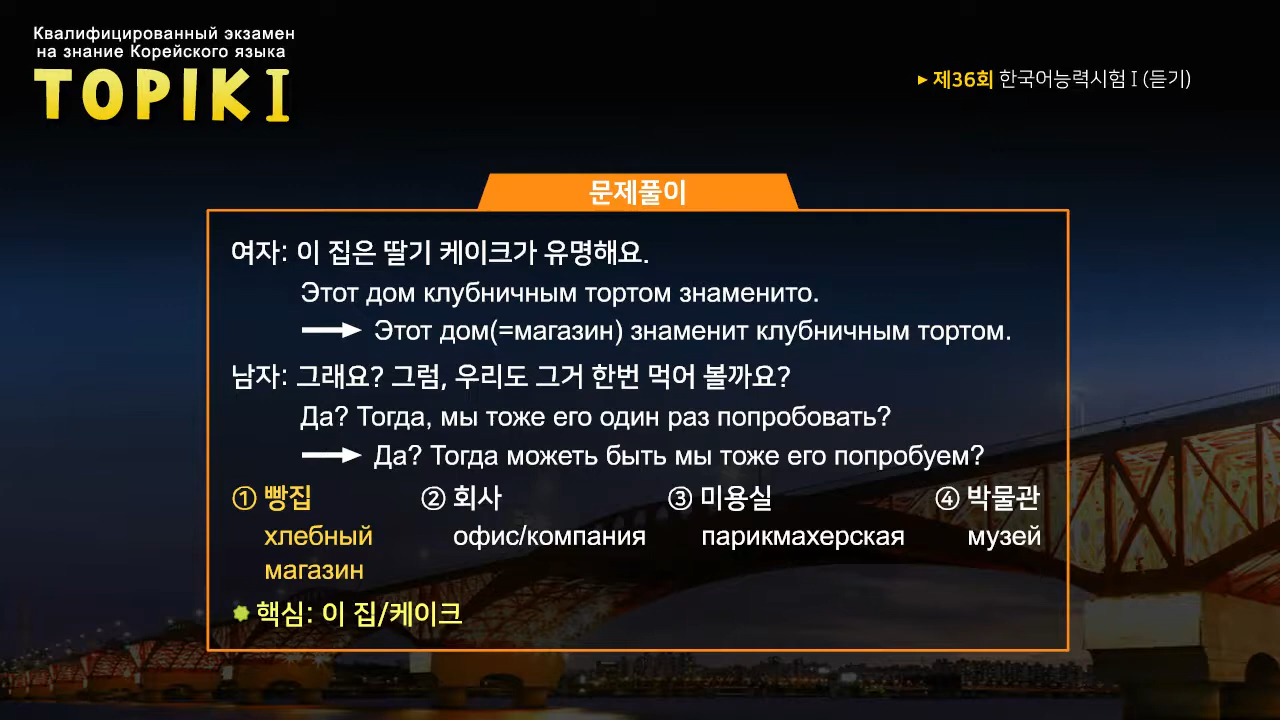 Квалифицированный экзамен
на знание Корейского языка
TOPIK I
▸ 제36회 한국어능력시험 I (듣기)
문제풀이
여자: 이 집은 딸기 케이크가 유명해요.
Этот дом клубничным тортом знаменито.
Этот дом(=магазин) знаменит клубничным тортом.
남자: 그래요? 그럼, 우리도 그거 한번 먹어 볼까요?
Да? Тогда, мы тоже его один раз попробовать?
Да? Тогда можеть быть мы тоже его попробуем?
① 빵집 ② 회사 ③ 미용실 ④ 박물관
хлебный офис/компания парикмахерская музей
магазин
핵심: 이 집/케이크